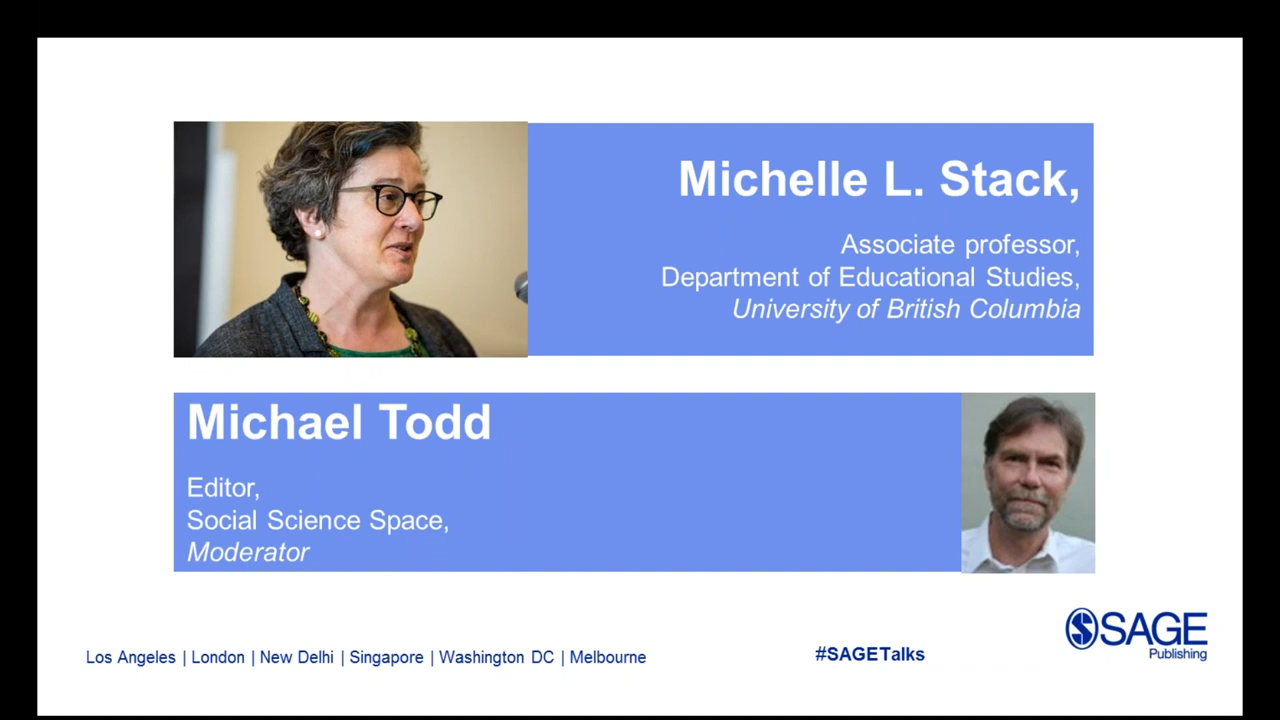 Michelle L. Stack,
Associate professor,
Department of Educational Studies,
University of British Columbia
Michael Todd
Editor,
Social Science Space,
Moderator
Los Angeles | London | New Delhi | Singapore | Washington DC | Melbourne
#SAGETalks
SSAGE
Publishing